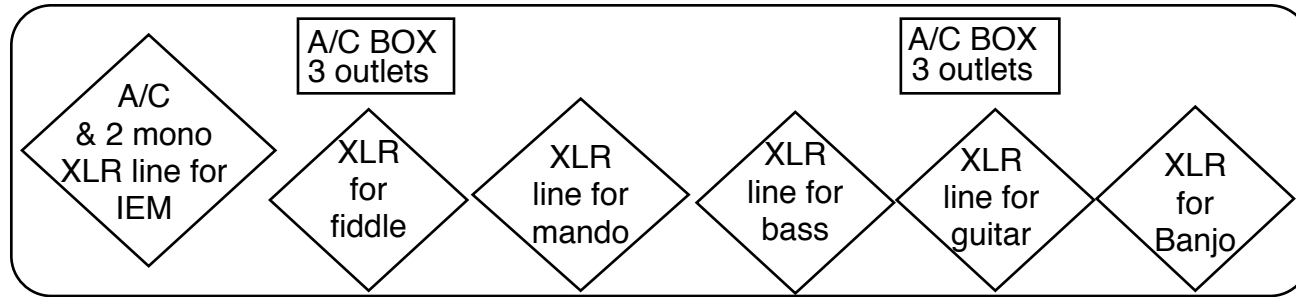 A/C
& 2 mono
XLR line for
IEM
A/C BOX
3 outlets
XLR
for
fiddle
XLR
line for
mando
XLR
line for
bass
A/C BOX
3 outlets
XLR
line for
guitar
XLR
for
Banjo